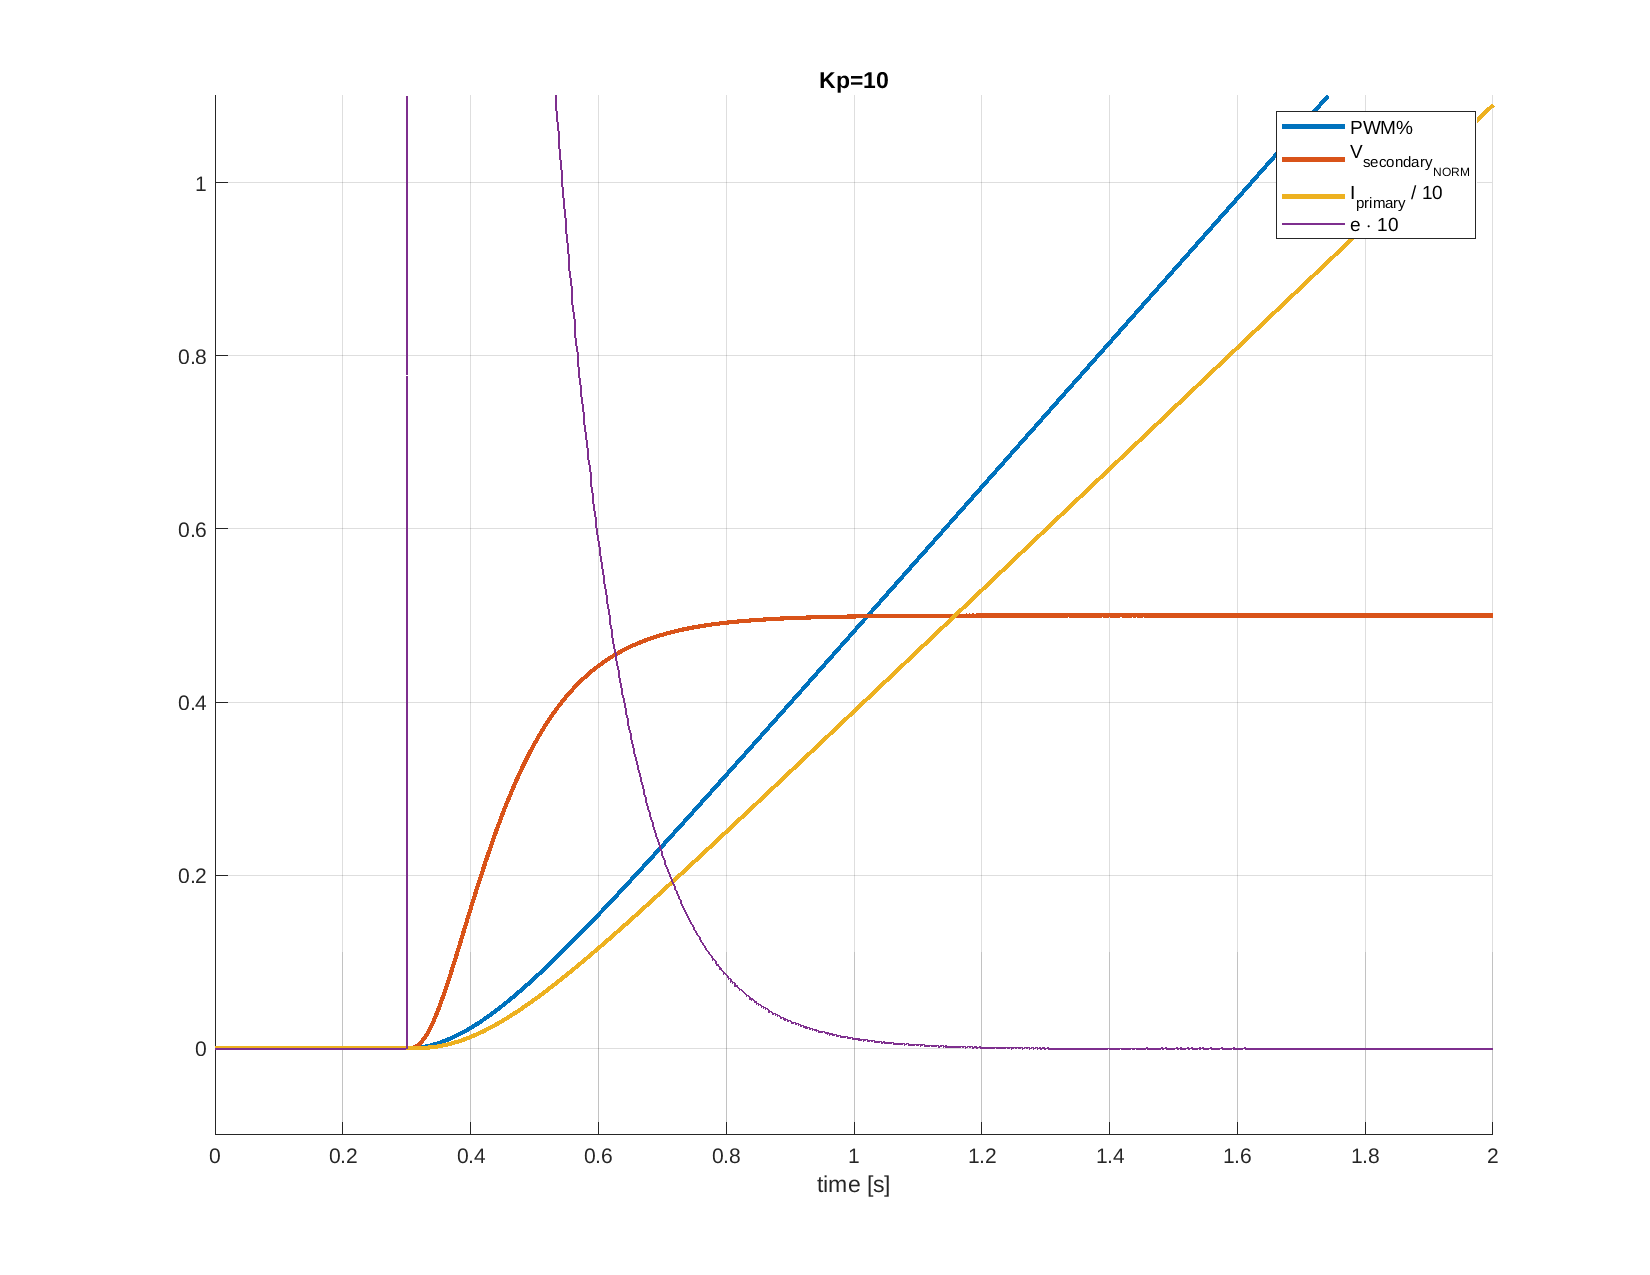 Kp=10
PWM%
V_secondary_NORM
I_primary / 10
e · 10
1
0.8
0.6
0.4
0.2
0
0 0.2 0.4 0.6 0.8 1 1.2 1.4 1.6 1.8 2
time [s]